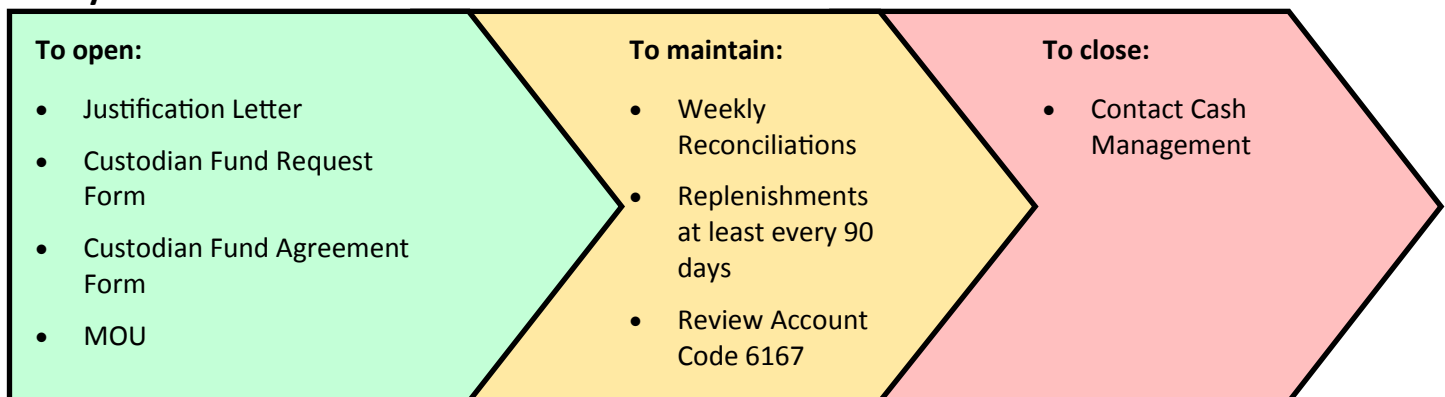 To open:
• Justification Letter
• Custodian Fund Request
Form
• Custodian Fund Agreement
Form
• MOU
To maintain:
• Weekly
Reconciliations
• Replenishments
at least every 90
days
• Review Account
Code 6167
To close:
• Contact Cash
Management